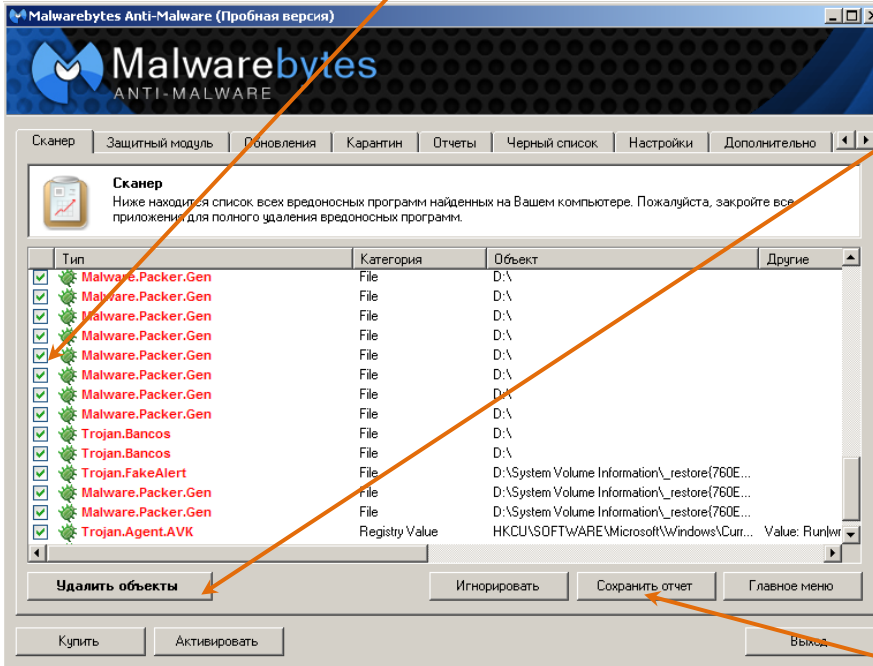 Malwarebytes Anti-Malware (Пробная версия)
Malwarebytes
ANTI-MALWARE
Сканер Защитный модуль Обновления Карантин Отчеты Черный список Настройки Дополнительно
Сканер
Ниже находится список всех вредоносных программ найденных на Вашем компьютере. Пожалуйста, закройте все
приложения для полного удаления вредоносных программ.
Тип Категория Объект Другие
Malware.Packer.Gen File D:\
Malware.Packer.Gen File D:\
Malware.Packer.Gen File D:\
Malware.Packer.Gen File D:\
Malware.Packer.Gen File D:\
Malware.Packer.Gen File D:\
Malware.Packer.Gen File D:\
Malware.Packer.Gen File D:\
Trojan.Bancos File D:\
Trojan.Bancos File D:\
Trojan.FakeAlert File D:\System Volume Information\_restore{760E...
Malware.Packer.Gen File D:\System Volume Information\_restore{760E...
Malware.Packer.Gen File D:\System Volume Information\_restore{760E...
Trojan.Agent.AVK Registry Value HKCU\SOFTWARE\Microsoft\Windows\Curr... Value: Run|wr
Удалить объекты Игнорировать Сохранить отчет Главное меню
Купить Активировать Выход